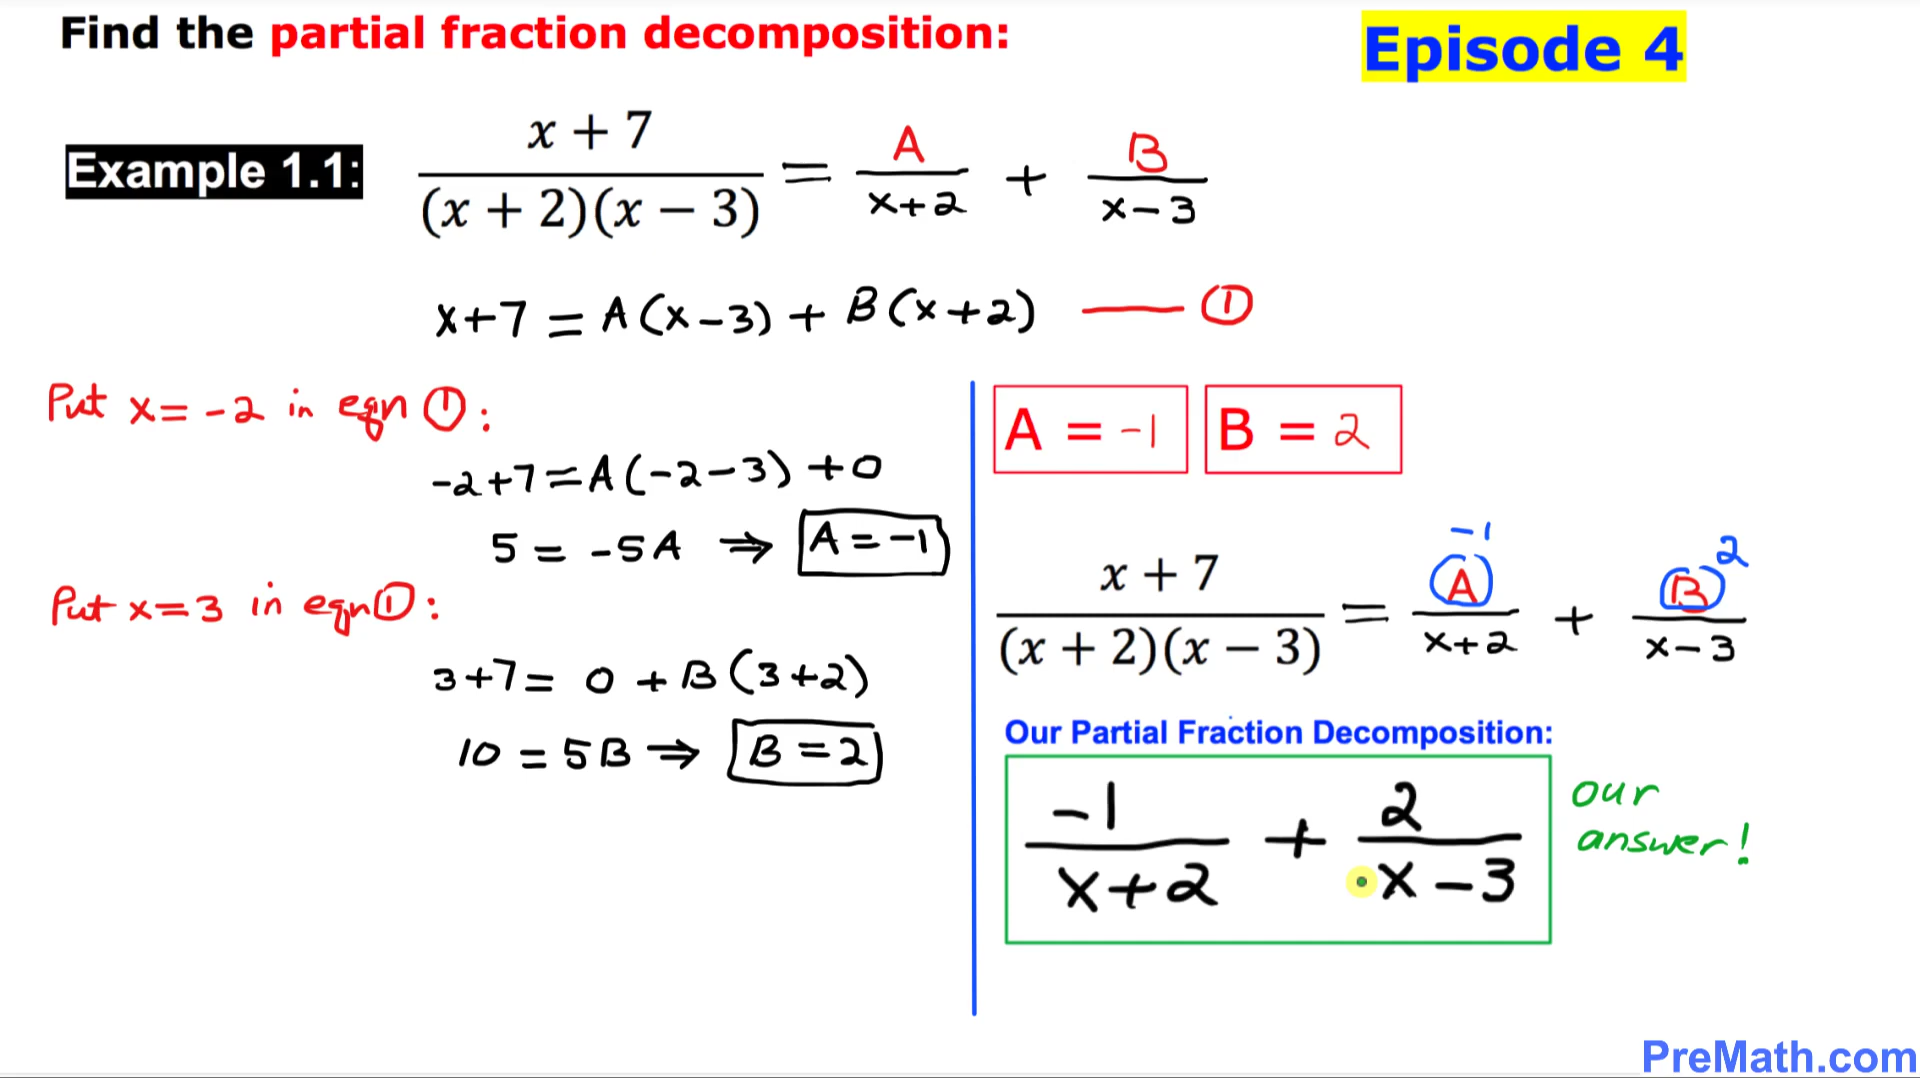 Find the partial fraction decomposition:
Episode 4
Example 1.1:
x + 7 / (x + 2)(x − 3) = A / x+2 + B / x−3
x+7 = A(x−3) + B(x+2) —— ①
Put x = −2 in eqn ①:
−2+7 = A(−2−3) + 0
5 = −5A ⇒ A = −1
Put x = 3 in eqn ①:
3+7 = 0 + B(3+2)
10 = 5B ⇒ B = 2
A = −1 B = 2
−1 2
x + 7 / (x + 2)(x − 3) = A / x+2 + B / x−3
Our Partial Fraction Decomposition:
−1 / x+2 + 2 / x−3
our
answer!
PreMath.com